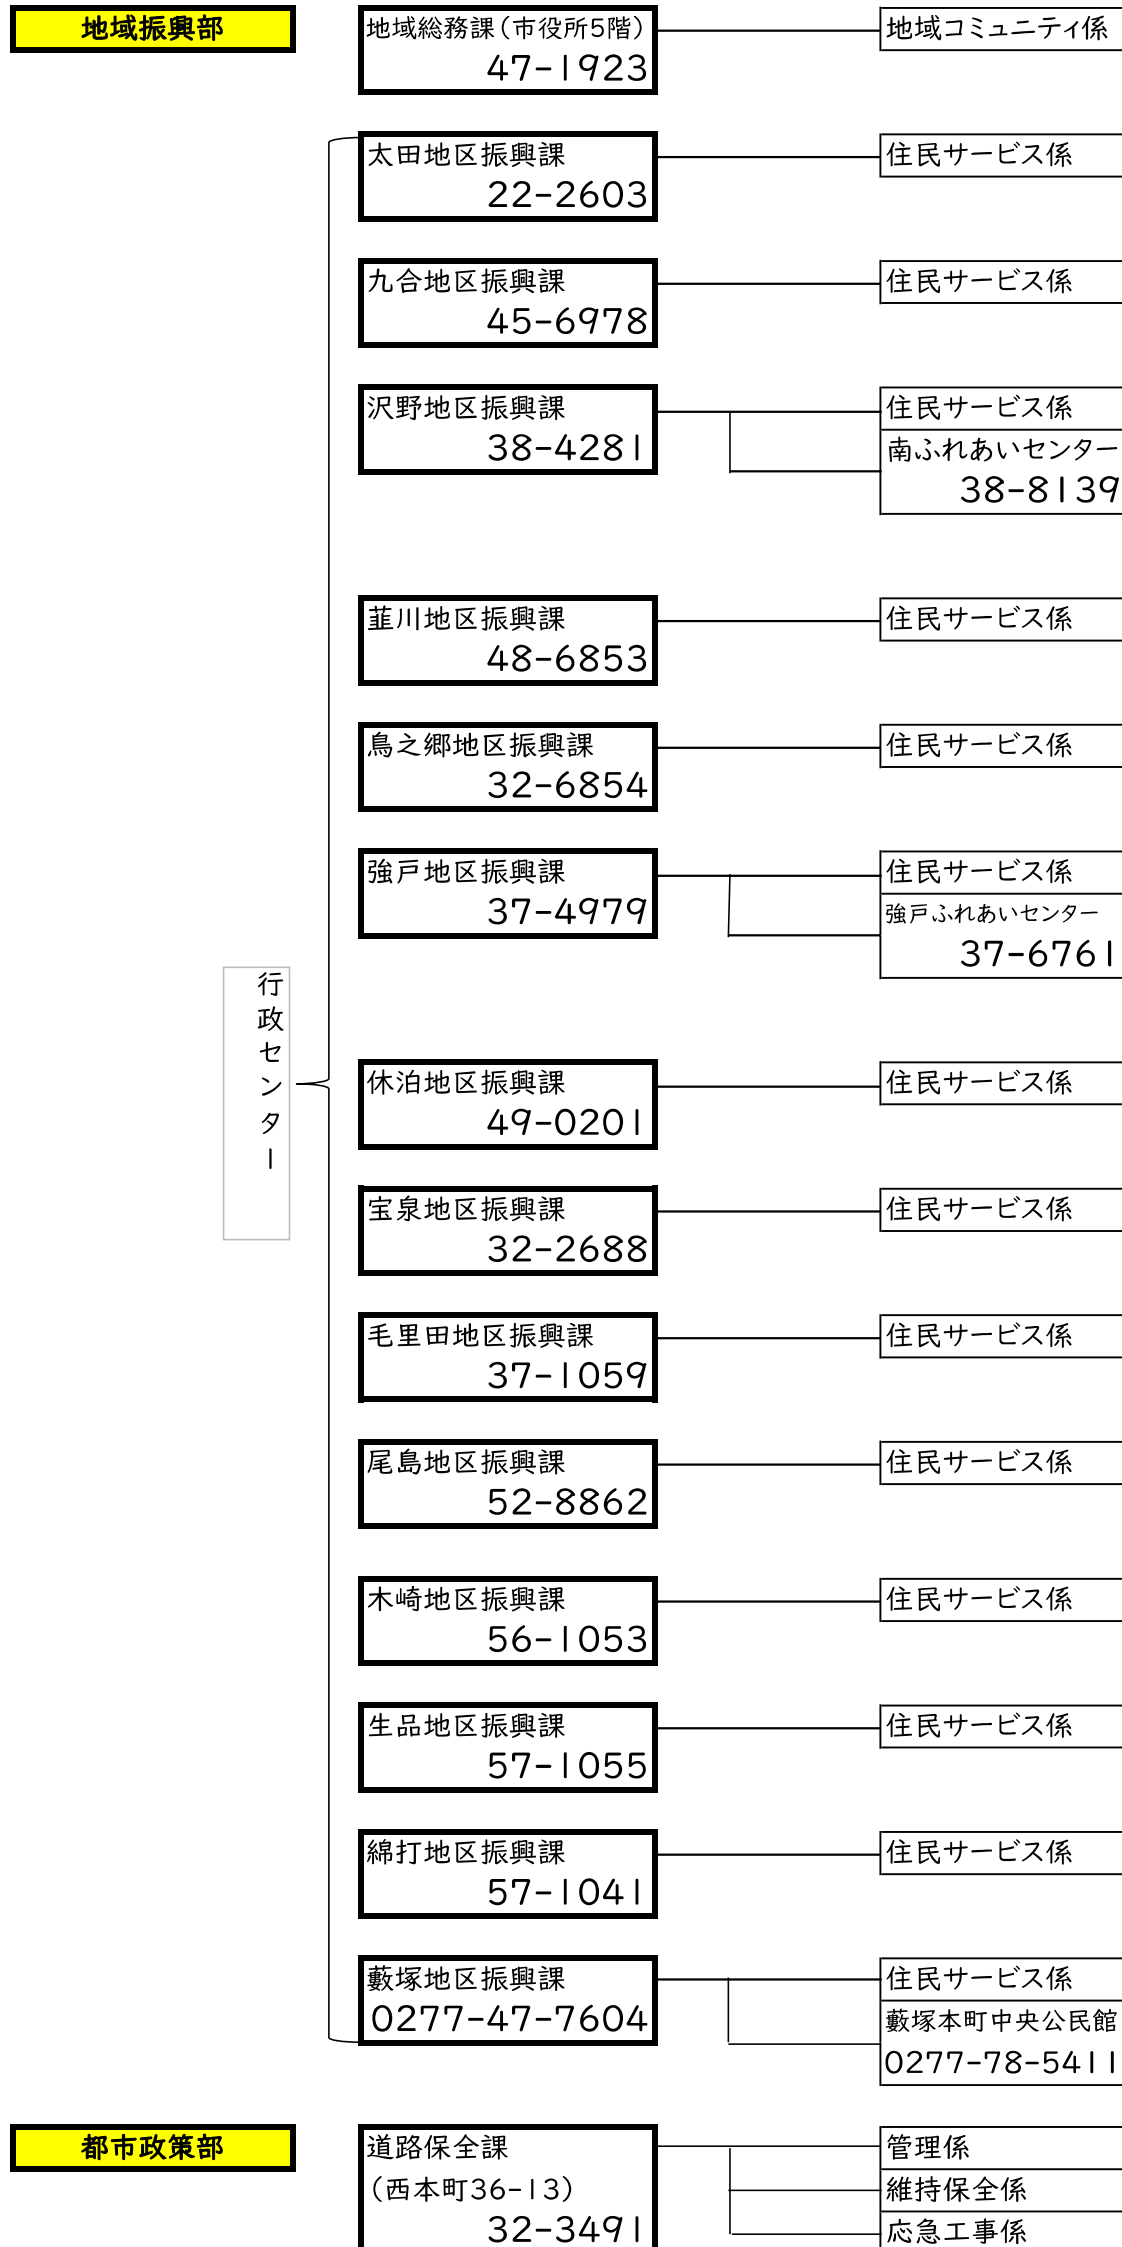 地域振興部
地域総務課(市役所5階)
47-1923
地域コミュニティ係
行政センター
太田地区振興課
22-2603
住民サービス係
九合地区振興課
45-6978
住民サービス係
沢野地区振興課
38-4281
住民サービス係
南ふれあいセンター
38-8139
韮川地区振興課
48-6853
住民サービス係
鳥之郷地区振興課
32-6854
住民サービス係
強戸地区振興課
37-4979
住民サービス係
強戸ふれあいセンター
37-6761
休泊地区振興課
49-0201
住民サービス係
宝泉地区振興課
32-2688
住民サービス係
毛里田地区振興課
37-1059
住民サービス係
尾島地区振興課
52-8862
住民サービス係
木崎地区振興課
56-1053
住民サービス係
生品地区振興課
57-1055
住民サービス係
綿打地区振興課
57-1041
住民サービス係
藪塚地区振興課
0277-47-7604
住民サービス係
藪塚本町中央公民館
0277-78-5411
都市政策部
道路保全課
(西本町36-13)
32-3491
管理係
維持保全係
応急工事係